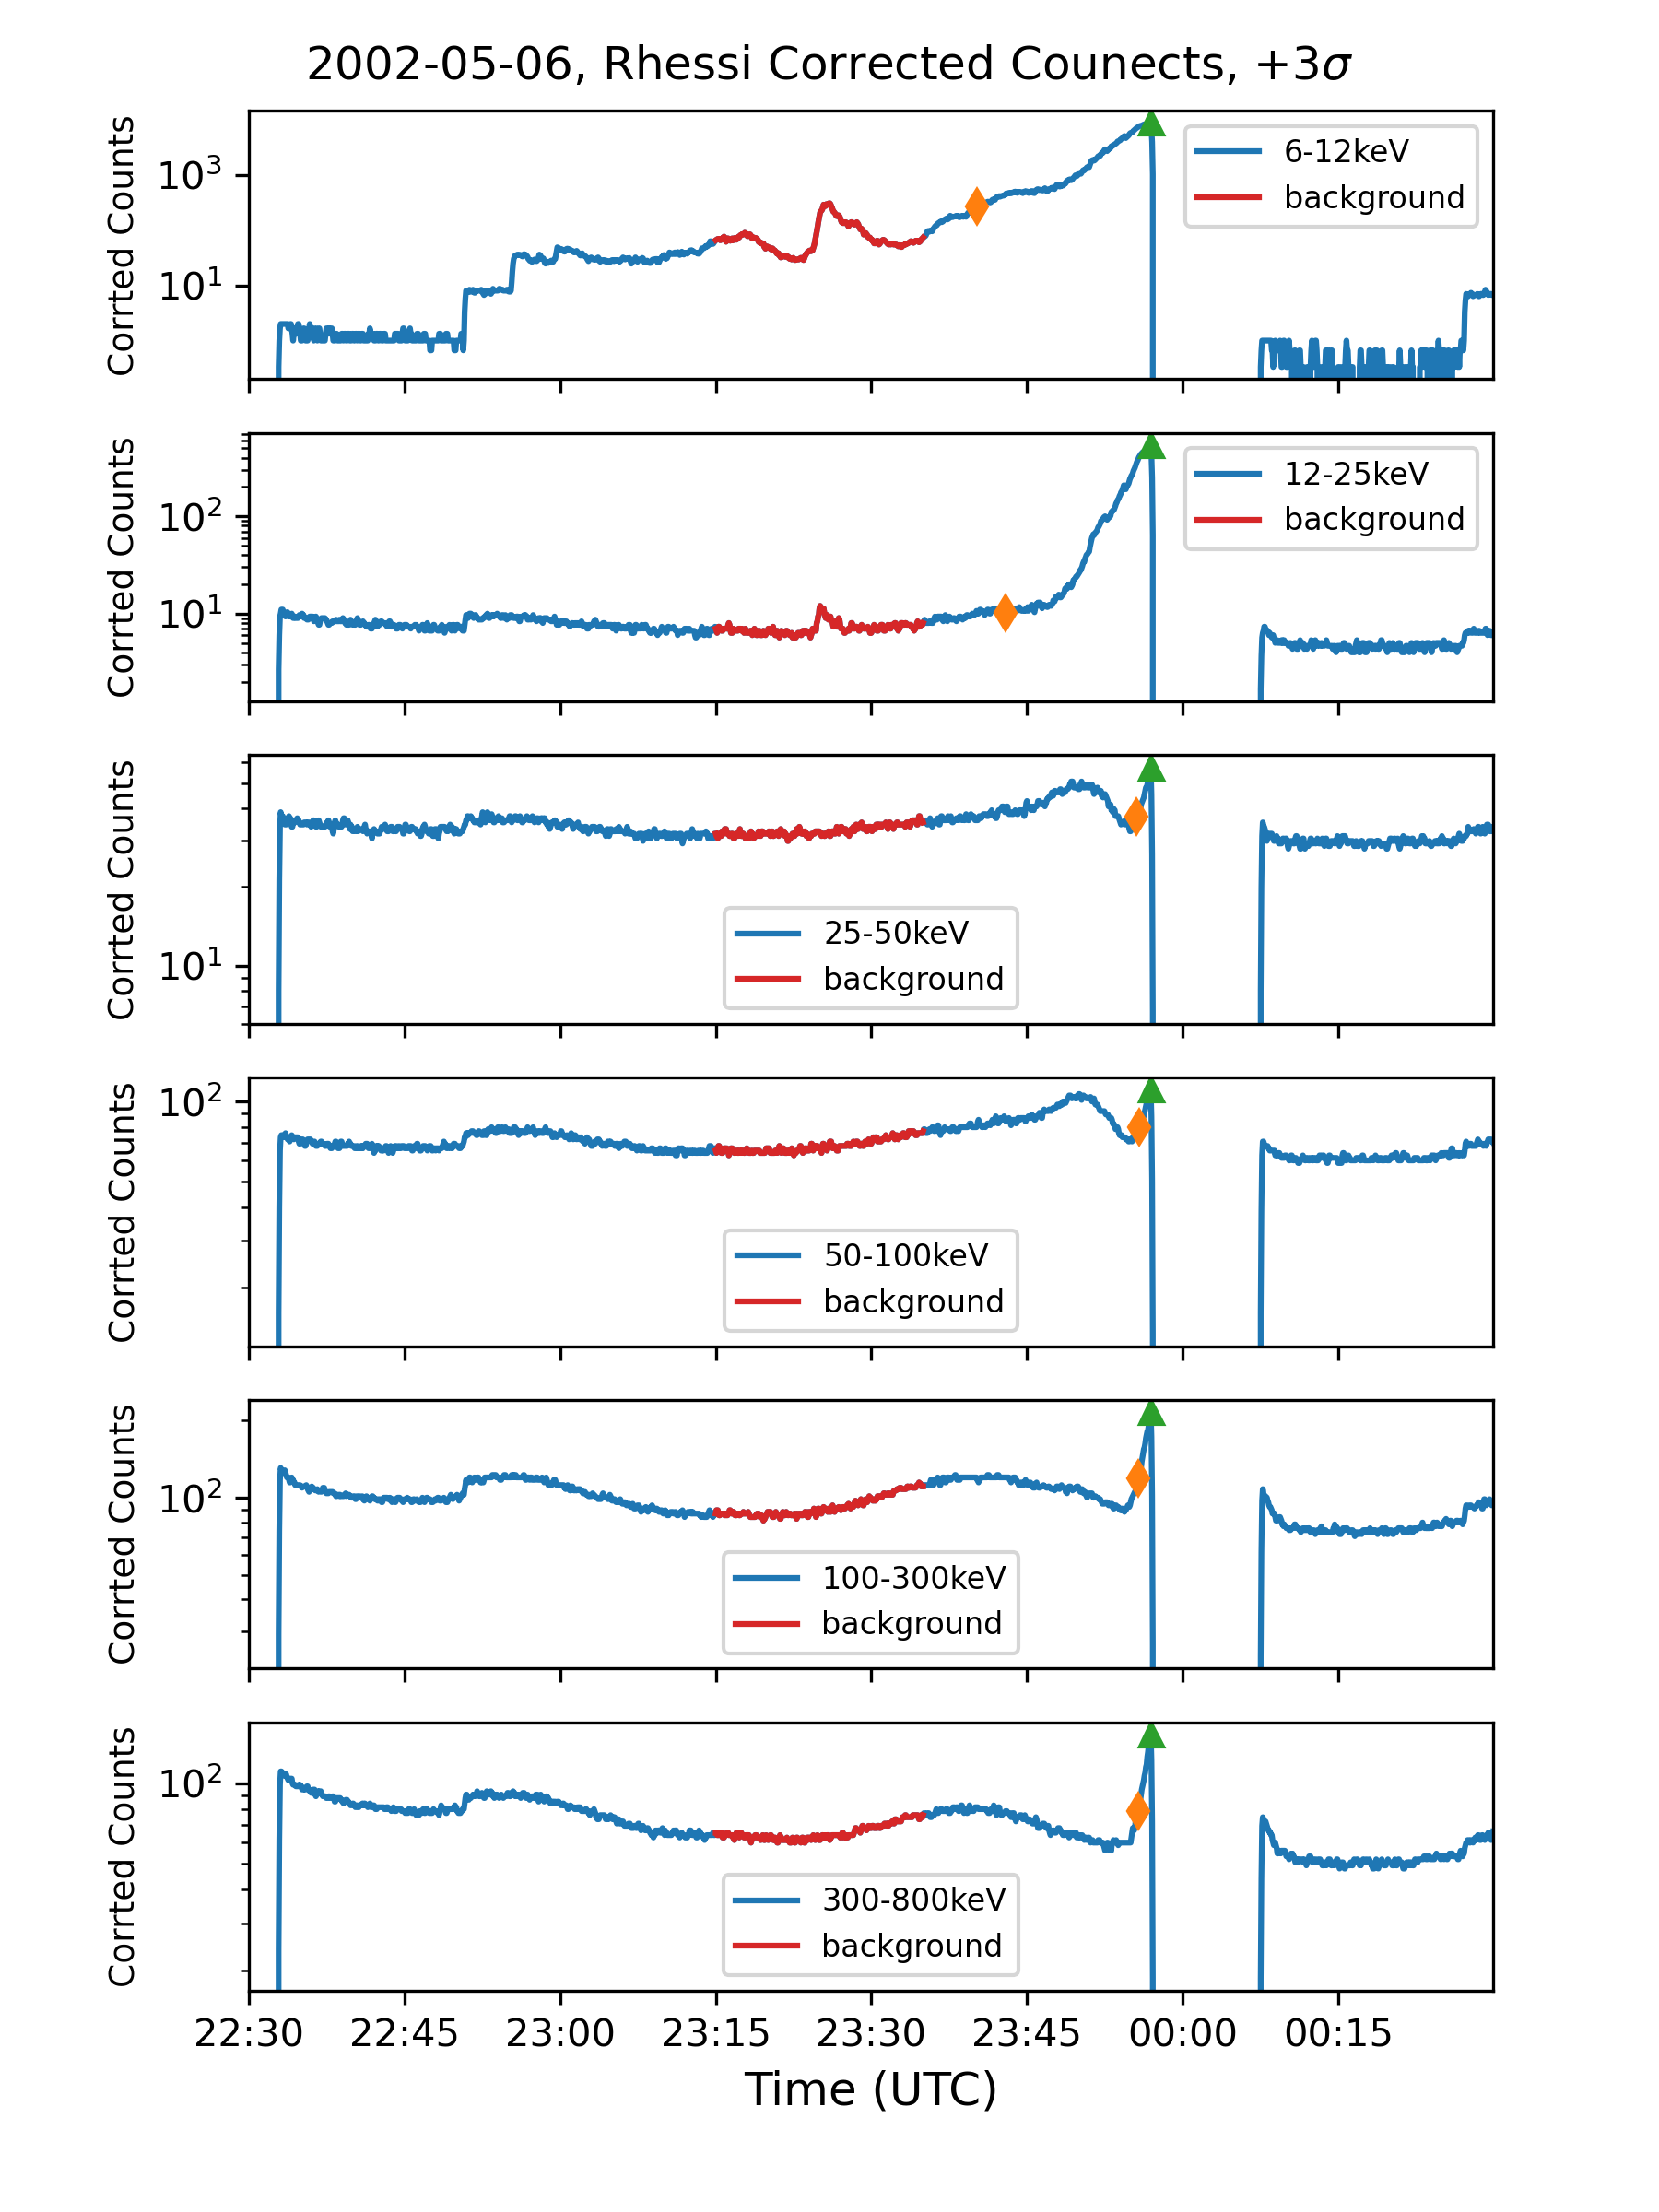 2002-05-06, Rhessi Corrected Counects, +3σ
Corrted Counts
10³
10¹
6-12keV
background
Corrted Counts
10²
10¹
12-25keV
background
Corrted Counts
10¹
25-50keV
background
Corrted Counts
10²
50-100keV
background
Corrted Counts
10²
100-300keV
background
Corrted Counts
10²
300-800keV
background
22:30 22:45 23:00 23:15 23:30 23:45 00:00 00:15
Time (UTC)